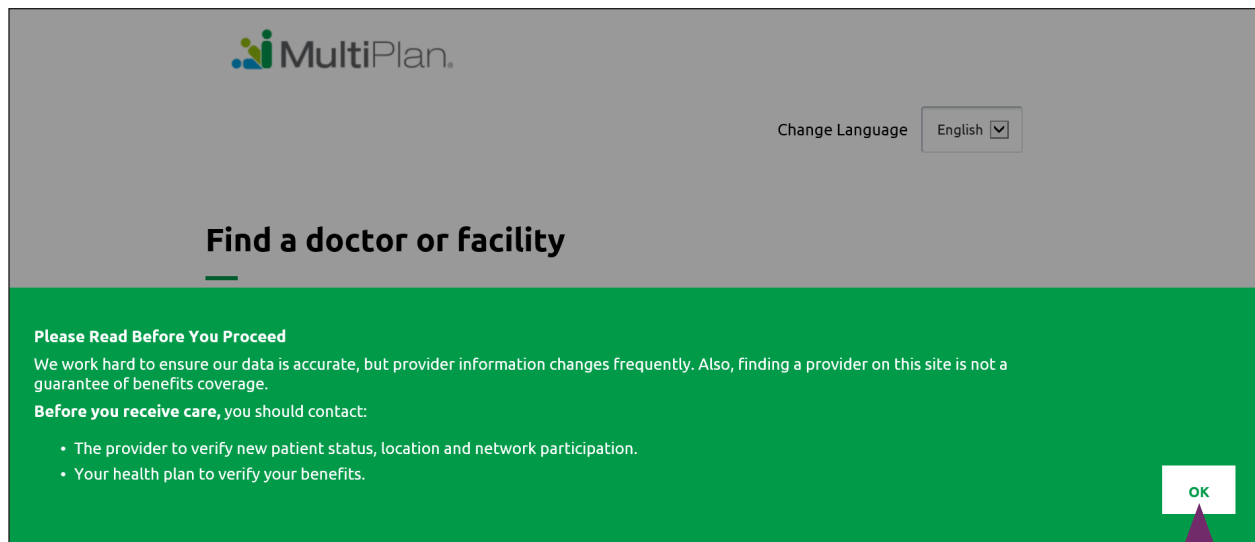 MultiPlan.
Change Language English
Find a doctor or facility
Please Read Before You Proceed
We work hard to ensure our data is accurate, but provider information changes frequently. Also, finding a provider on this site is not a
guarantee of benefits coverage.
Before you receive care, you should contact:
• The provider to verify new patient status, location and network participation.
• Your health plan to verify your benefits.
OK